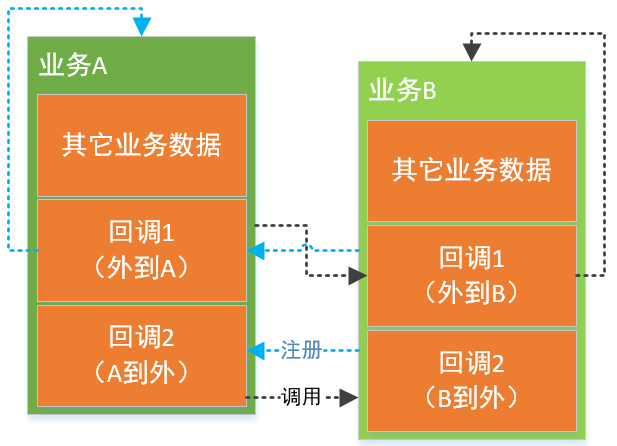 业务A
其它业务数据
回调1
（外到A）
回调2
（A到外）
注册
调用
业务B
其它业务数据
回调1
（外到B）
回调2
（B到外）